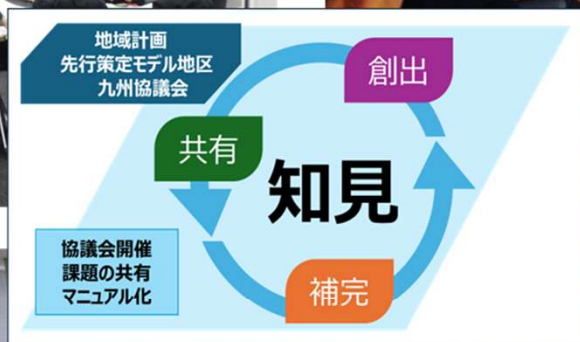 地域計画
先行策定モデル地区
九州協議会
創出
共有
知見
協議会開催
課題の共有
マニュアル化
補完